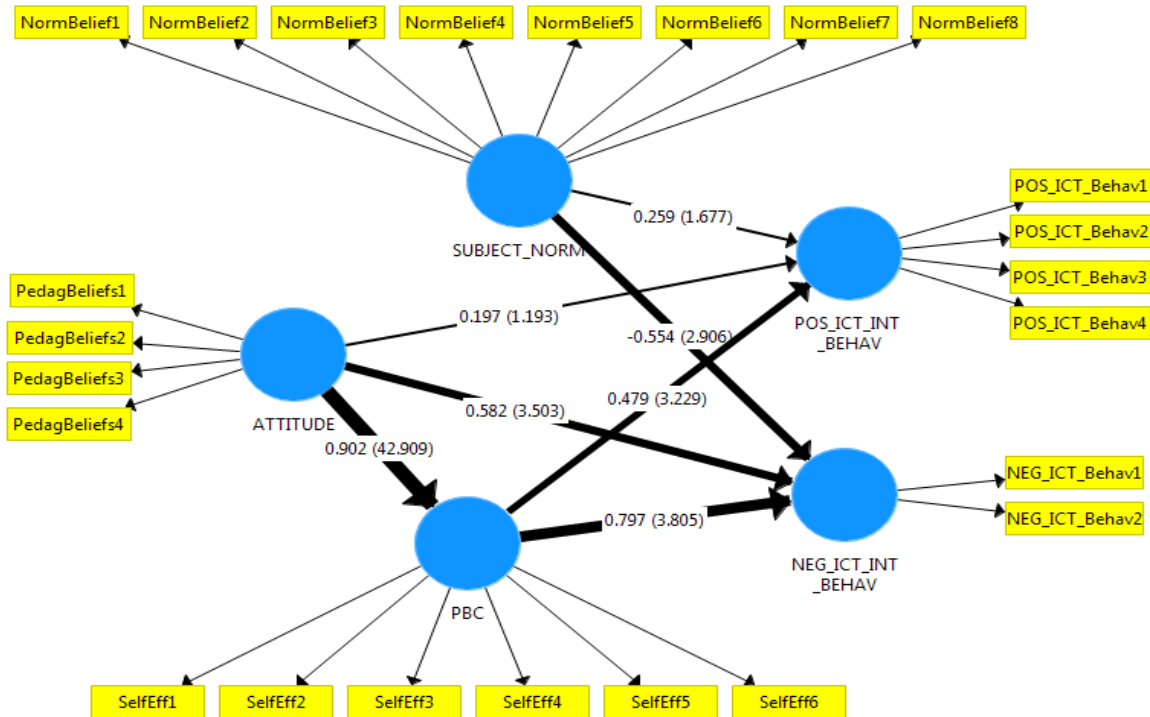 NormBelief1
NormBelief2
NormBelief3
NormBelief4
NormBelief5
NormBelief6
NormBelief7
NormBelief8
SUBJECT_NORM
0.259 (1.677)
POS_ICT_Behav1
POS_ICT_Behav2
POS_ICT_Behav3
POS_ICT_Behav4
POS_ICT_INT
_BEHAV
PedagBeliefs1
PedagBeliefs2
PedagBeliefs3
PedagBeliefs4
ATTITUDE
0.197 (1.193)
-0.554 (2.906)
0.479 (3.229)
0.582 (3.503)
0.902 (42.909)
0.797 (3.805)
NEG_ICT_Behav1
NEG_ICT_Behav2
NEG_ICT_INT
_BEHAV
PBC
SelfEff1
SelfEff2
SelfEff3
SelfEff4
SelfEff5
SelfEff6